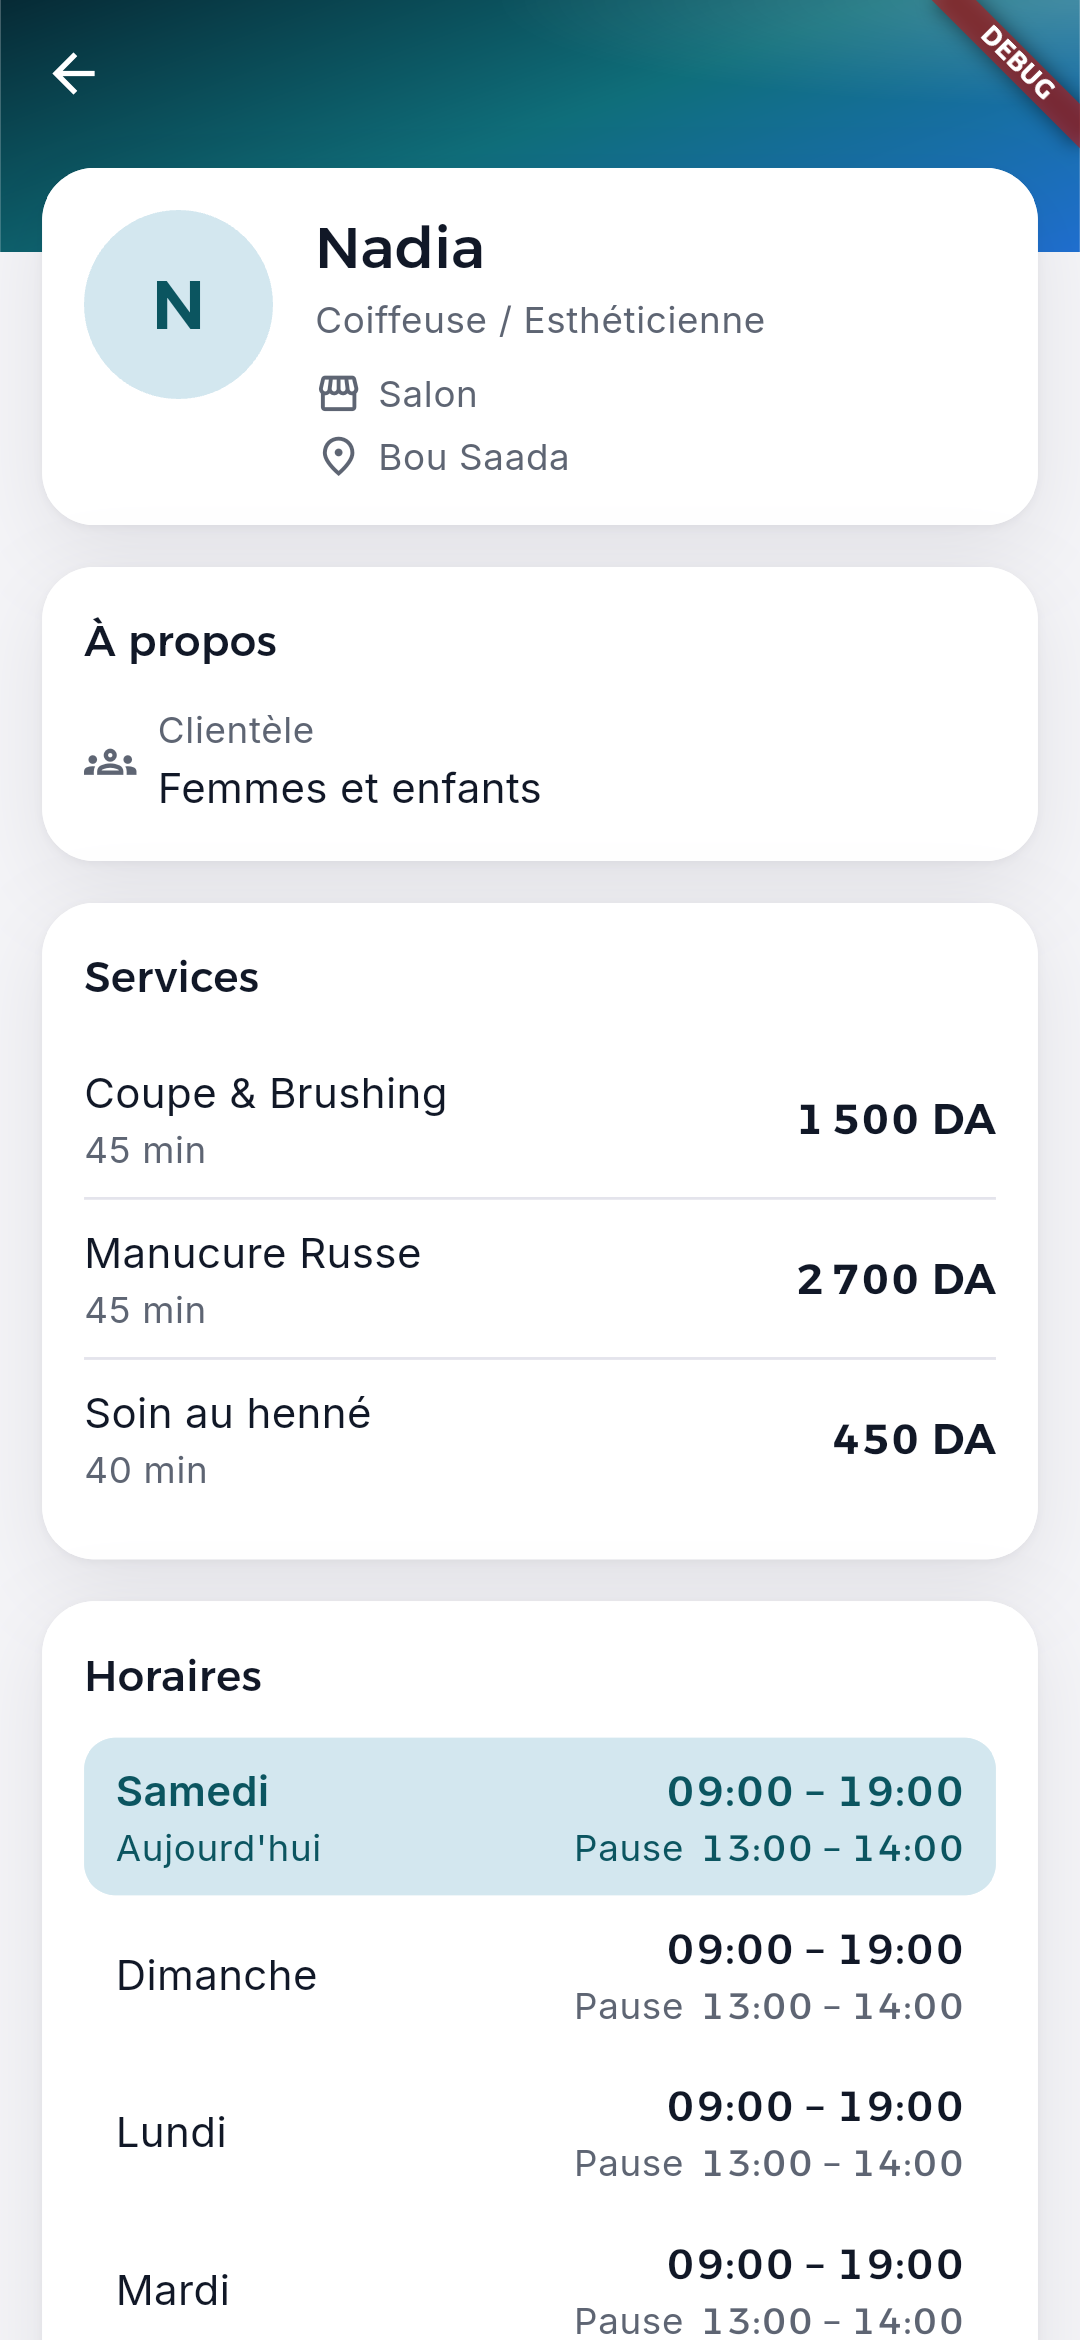 DEBUG
N
Nadia
Coiffeuse / Esthéticienne
Salon
Bou Saada
À propos
Clientèle
Femmes et enfants
Services
Coupe & Brushing
45 min
1 500 DA
Manucure Russe
45 min
2 700 DA
Soin au henné
40 min
450 DA
Horaires
Samedi
09:00 – 19:00
Aujourd'hui
Pause 13:00 – 14:00
Dimanche
09:00 – 19:00
Pause 13:00 – 14:00
Lundi
09:00 – 19:00
Pause 13:00 – 14:00
Mardi
09:00 – 19:00
Pause 13:00 – 14:00